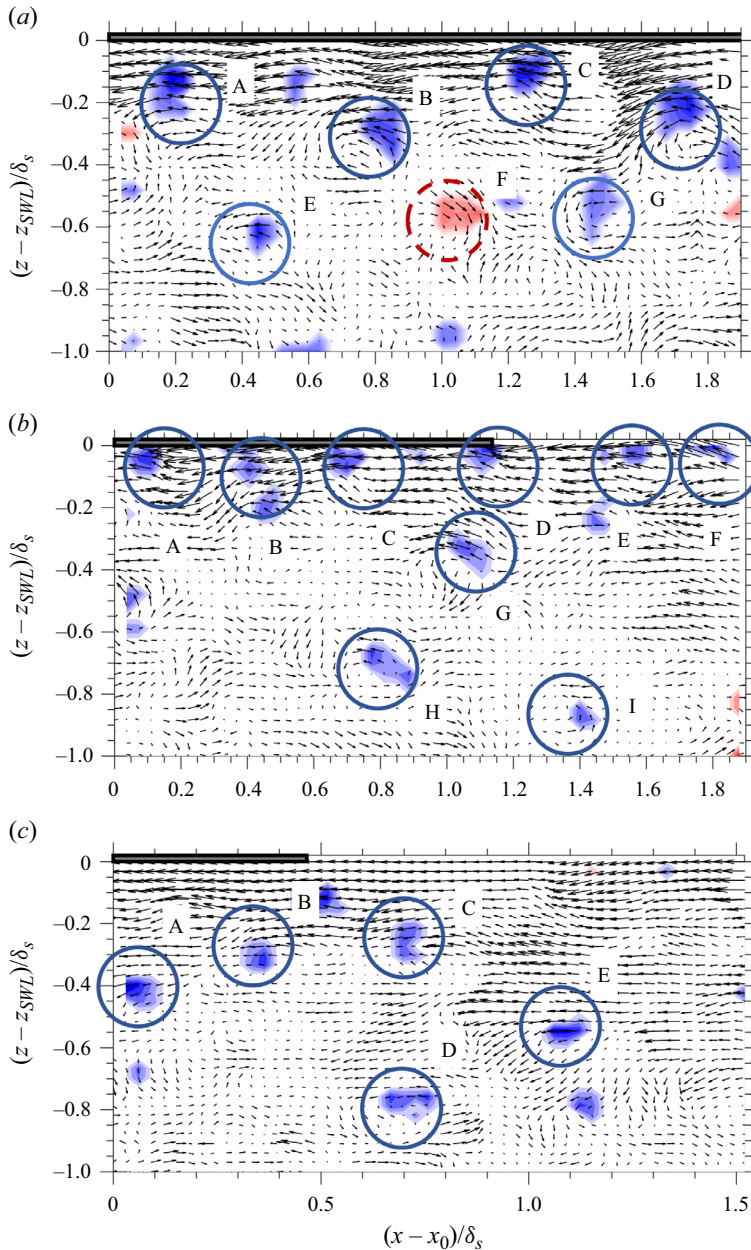 (a)
0
C
D
A
B
–0.2
–0.4
F
E
G
–0.6
(z – z_SWL)/δ_s
–0.8
–1.0
0 0.2 0.4 0.6 0.8 1.0 1.2 1.4 1.6 1.8
(b)
0
–0.2
A B C D E F
–0.4
G
–0.6
(z – z_SWL)/δ_s
H I
–0.8
–1.0
0 0.2 0.4 0.6 0.8 1.0 1.2 1.4 1.6 1.8
(c)
0
A B C
–0.2
–0.4
E
–0.6
D
(z – z_SWL)/δ_s
–0.8
–1.0
0 0.5 1.0 1.5
(x – x_0)/δ_s